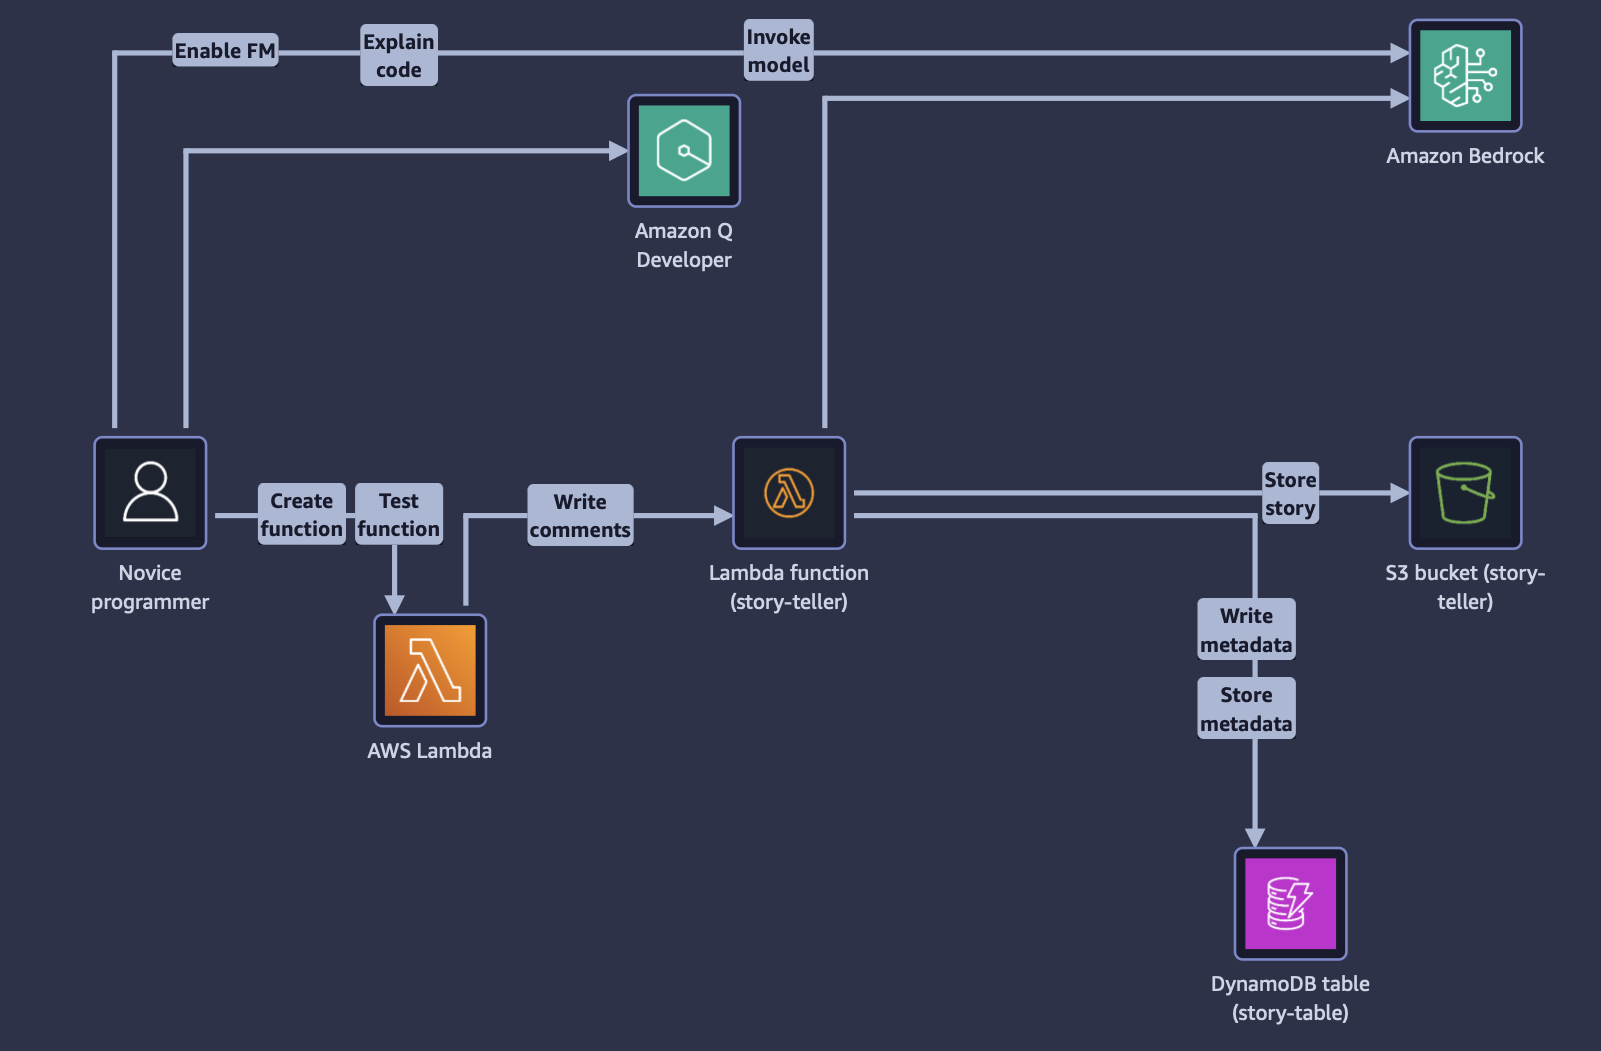 Enable FM
Explain
code
Invoke
model
Amazon Bedrock
Amazon Q
Developer
Create
function
Test
function
Write
comments
Store
story
Novice
programmer
Lambda function
(story-teller)
S3 bucket (story-
teller)
Write
metadata
Store
metadata
AWS Lambda
DynamoDB table
(story-table)